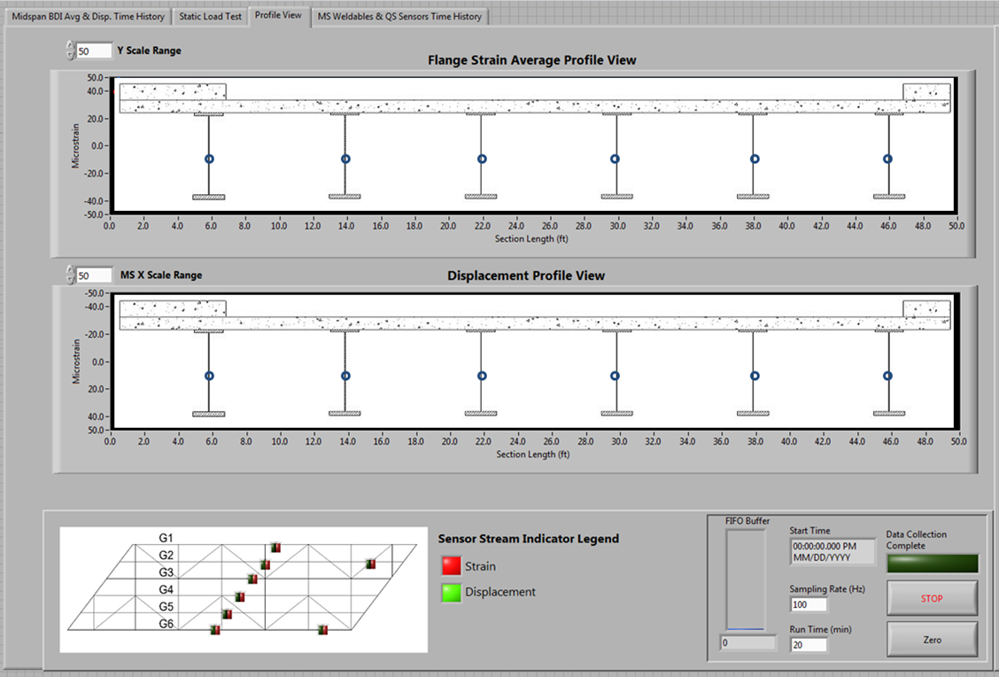 Midspan BDI Avg & Disp. Time History Static Load Test Profile View MS Weldables & QS Sensors Time History
50 Y Scale Range
Flange Strain Average Profile View
50.0
40.0
20.0
0.0
-20.0
-40.0
-50.0
Microstrain
0.0 2.0 4.0 6.0 8.0 10.0 12.0 14.0 16.0 18.0 20.0 22.0 24.0 26.0 28.0 30.0 32.0 34.0 36.0 38.0 40.0 42.0 44.0 46.0 48.0 50.0
Section Length (ft)
50 MS X Scale Range
Displacement Profile View
-50.0
-40.0
-20.0
0.0
20.0
40.0
50.0
Microstrain
0.0 2.0 4.0 6.0 8.0 10.0 12.0 14.0 16.0 18.0 20.0 22.0 24.0 26.0 28.0 30.0 32.0 34.0 36.0 38.0 40.0 42.0 44.0 46.0 48.0 50.0
Section Length (ft)
G1
G2
G3
G4
G5
G6
Sensor Stream Indicator Legend
Strain
Displacement
FIFO Buffer
0
Start Time
00:00:00.000 PM
MM/DD/YYYY
Sampling Rate (Hz)
100
Run Time (min)
20
Data Collection
Complete
STOP
Zero